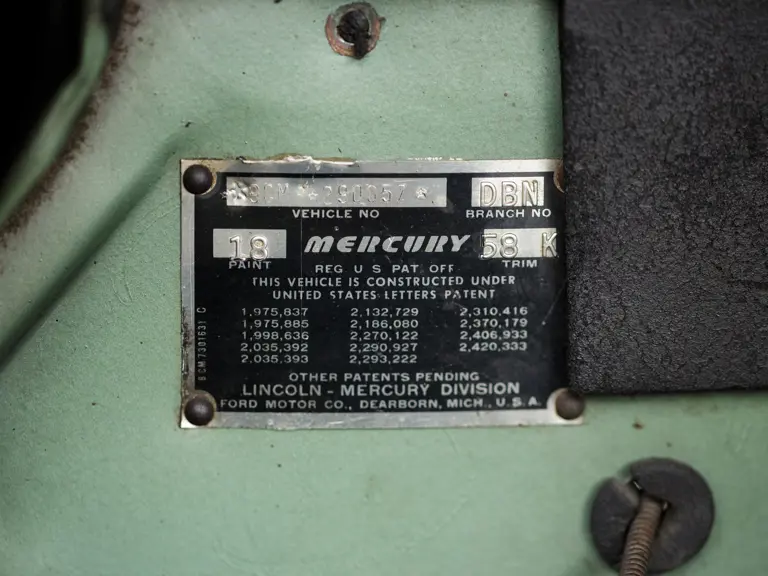 DBN
VEHICLE NO BRANCH NO
18 MERCURY 58 K
PAINT TRIM
REG U S PAT OFF
THIS VEHICLE IS CONSTRUCTED UNDER
UNITED STATES LETTERS PATENT
1,975,837 2,132,729 2,310,416
1,975,885 2,186,080 2,370,179
1,998,636 2,270,122 2,406,933
2,035,392 2,290,927 2,420,333
2,035,393 2,293,222
8CM7301631 C
OTHER PATENTS PENDING
LINCOLN - MERCURY DIVISION
FORD MOTOR CO., DEARBORN, MICH., U.S.A.